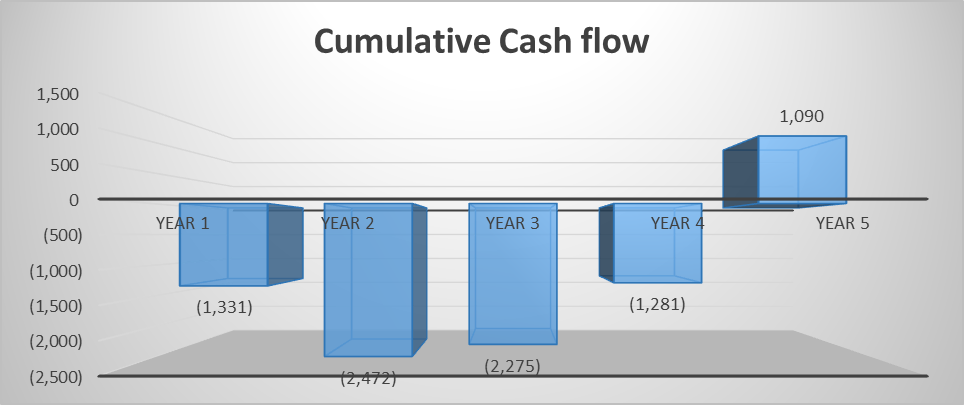 Cumulative Cash flow
1,500
1,000
500
0
(500)
(1,000)
(1,500)
(2,000)
(2,500)
YEAR 1
YEAR 2
YEAR 3
YEAR 4
YEAR 5
(1,331)
(2,472)
(2,275)
(1,281)
1,090